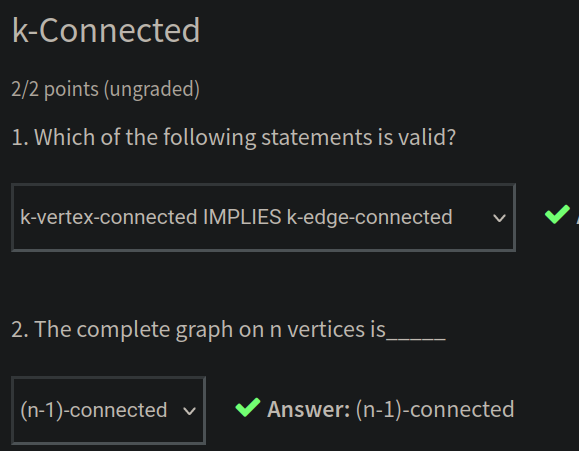 k-Connected
2/2 points (ungraded)
1. Which of the following statements is valid?
k-vertex-connected IMPLIES k-edge-connected
2. The complete graph on n vertices is_____
(n-1)-connected Answer: (n-1)-connected